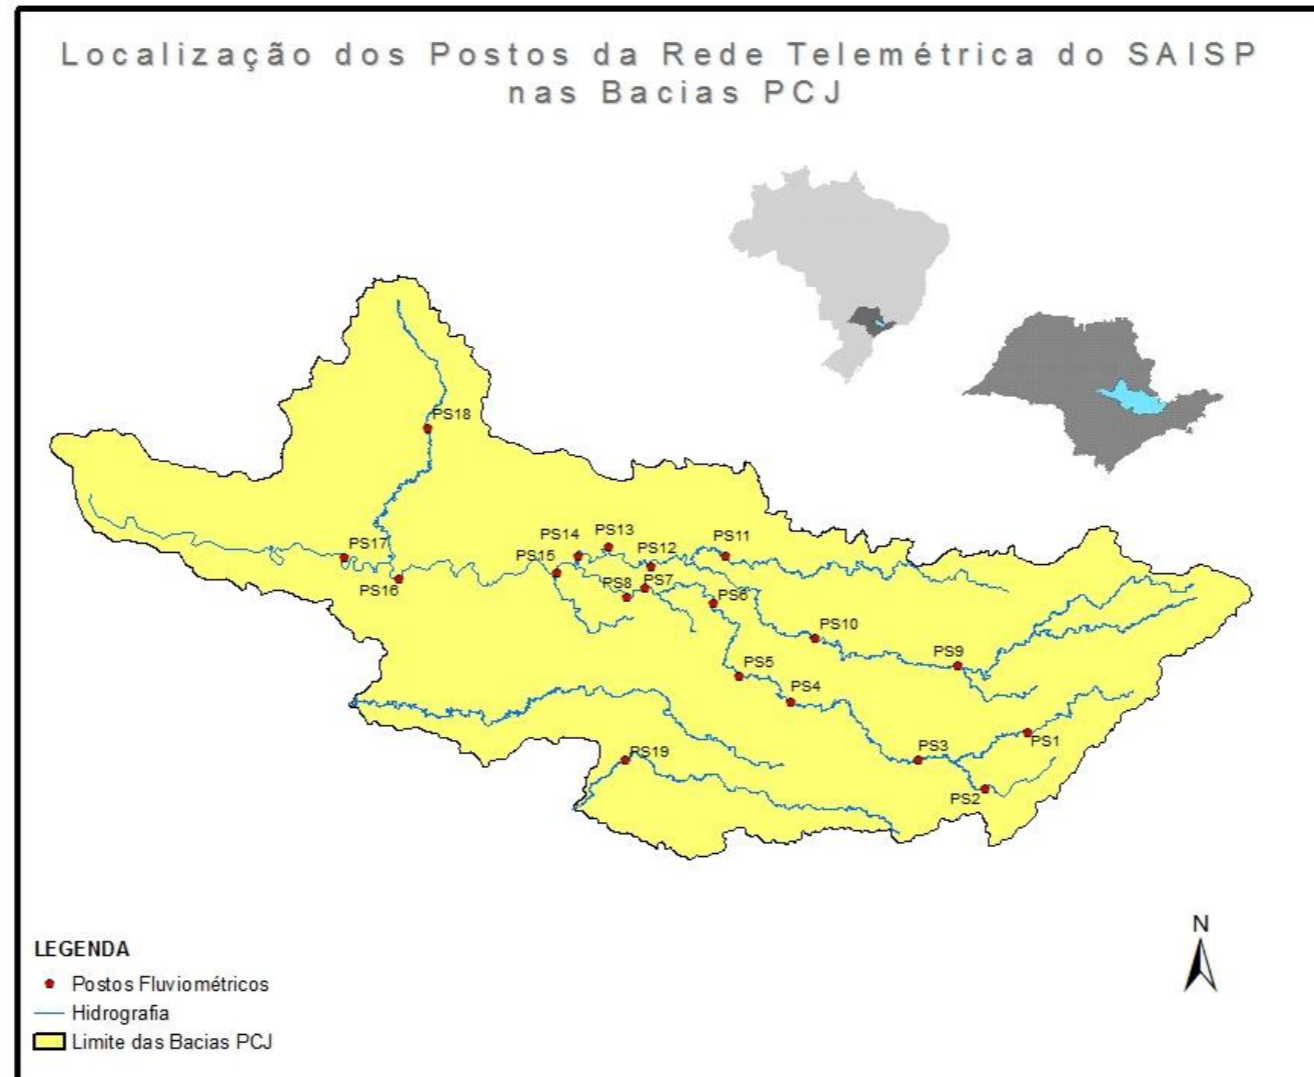 Localização dos Postos da Rede Telemétrica do SAISP
nas Bacias PCJ
PS18
PS17
PS16
PS15
PS14
PS13
PS12
PS11
PS8
PS7
PS6
PS10
PS9
PS5
PS4
PS3
PS1
PS2
PS19
N
LEGENDA
Postos Fluviométricos
Hidrografia
Limite das Bacias PCJ